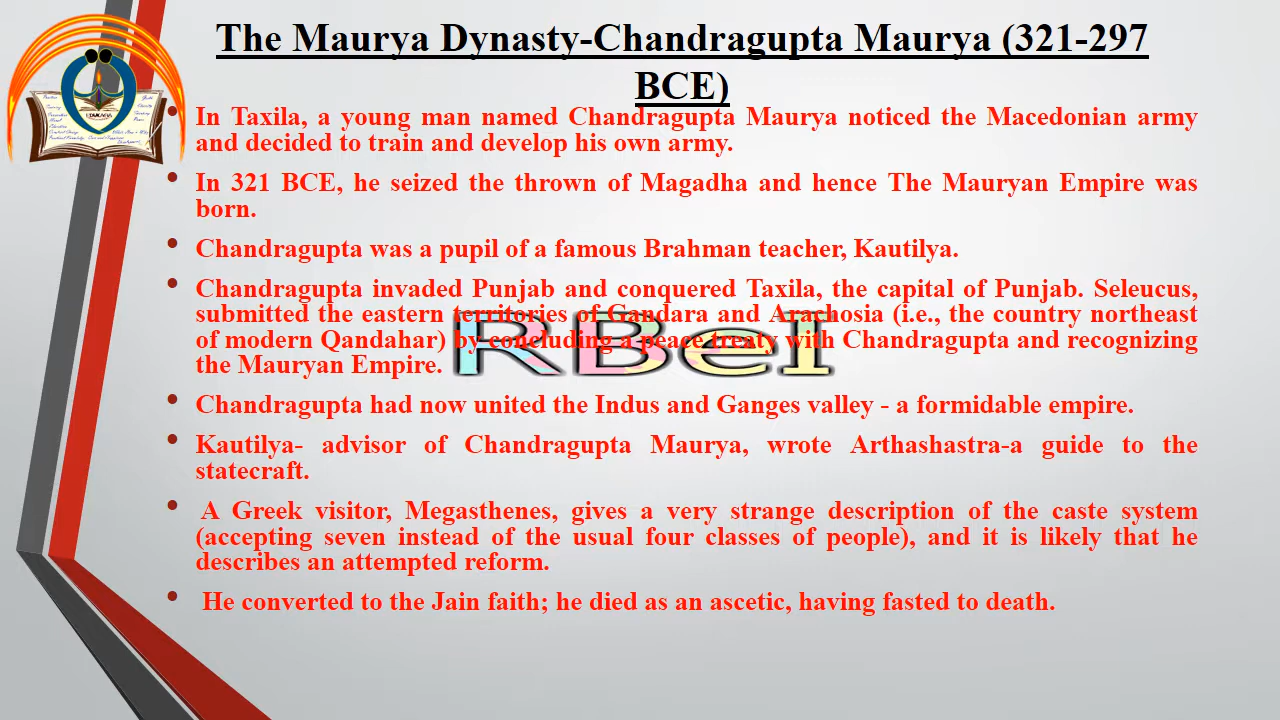 The Maurya Dynasty-Chandragupta Maurya (321-297
BCE)
• In Taxila, a young man named Chandragupta Maurya noticed the Macedonian army
and decided to train and develop his own army.
• In 321 BCE, he seized the thrown of Magadha and hence The Mauryan Empire was
born.
• Chandragupta was a pupil of a famous Brahman teacher, Kautilya.
• Chandragupta invaded Punjab and conquered Taxila, the capital of Punjab. Seleucus,
submitted the eastern territories of Gandara and Arachosia (i.e., the country northeast
of modern Qandahar) by concluding a peace treaty with Chandragupta and recognizing
the Mauryan Empire.
RBeI
• Chandragupta had now united the Indus and Ganges valley - a formidable empire.
• Kautilya- advisor of Chandragupta Maurya, wrote Arthashastra-a guide to the
statecraft.
• A Greek visitor, Megasthenes, gives a very strange description of the caste system
(accepting seven instead of the usual four classes of people), and it is likely that he
describes an attempted reform.
• He converted to the Jain faith; he died as an ascetic, having fasted to death.